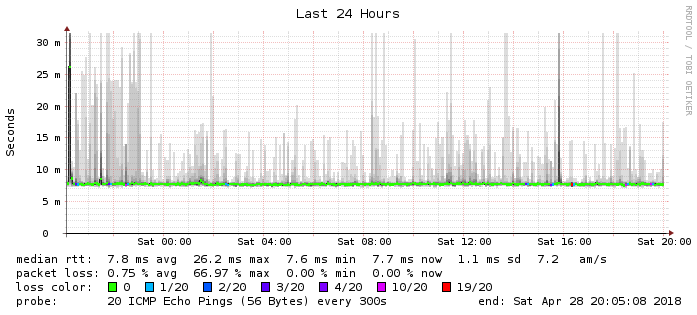 Last 24 Hours
RRDTOOL / TOBI OETIKER
Seconds
30 m
25 m
20 m
15 m
10 m
5 m
0
Sat 00:00 Sat 04:00 Sat 08:00 Sat 12:00 Sat 16:00 Sat 20:00
median rtt: 7.8 ms avg 26.2 ms max 7.6 ms min 7.7 ms now 1.1 ms sd 7.2 am/s
packet loss: 0.75 % avg 66.97 % max 0.00 % min 0.00 % now
loss color: 0 1/20 2/20 3/20 4/20 10/20 19/20
probe: 20 ICMP Echo Pings (56 Bytes) every 300s end: Sat Apr 28 20:05:08 2018